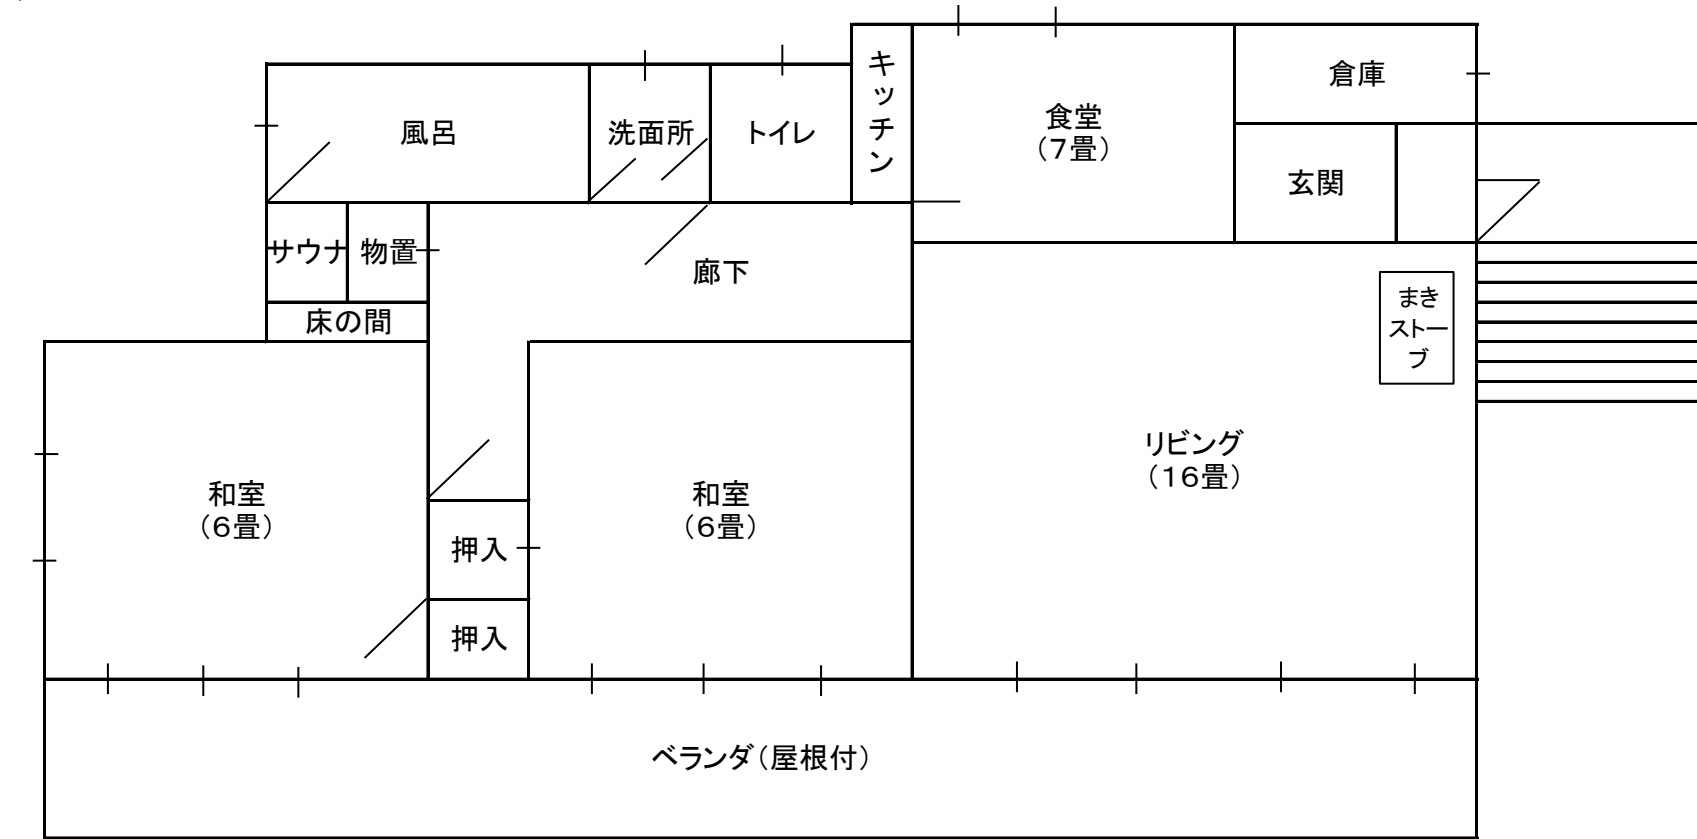 キッチン
食堂
（７畳）
倉庫
風呂
洗面所
トイレ
玄関
サウナ
物置
廊下
床の間
まき
ストー
ブ
リビング
（１６畳）
和室
（６畳）
押入
和室
（６畳）
押入
ベランダ（屋根付）